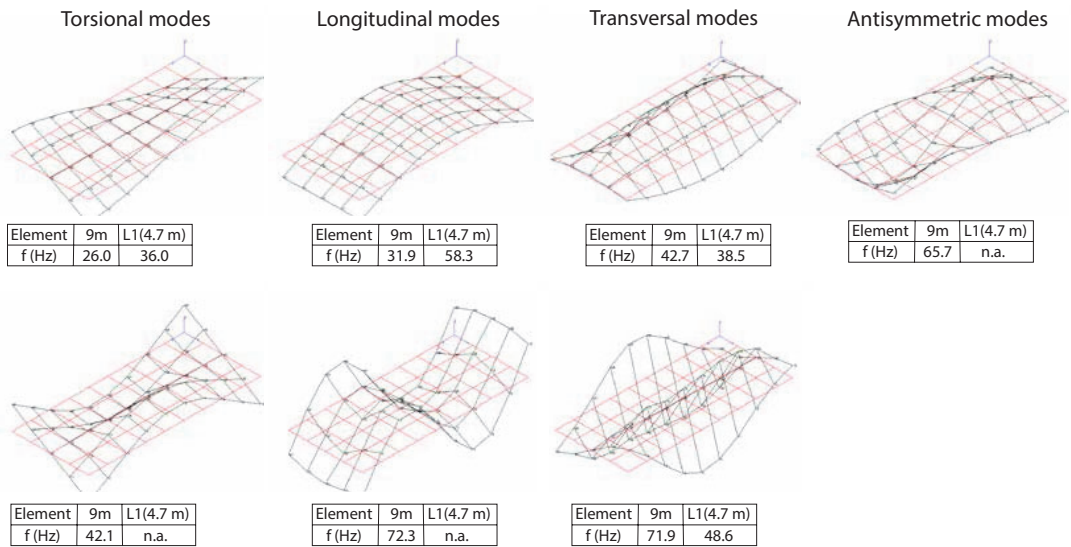 Torsional modes
Longitudinal modes
Transversal modes
Antisymmetric modes
Element 9m L1(4.7 m)
f (Hz) 26.0 36.0
Element 9m L1(4.7 m)
f (Hz) 31.9 58.3
Element 9m L1(4.7 m)
f (Hz) 42.7 38.5
Element 9m L1(4.7 m)
f (Hz) 65.7 n.a.
Element 9m L1(4.7 m)
f (Hz) 42.1 n.a.
Element 9m L1(4.7 m)
f (Hz) 72.3 n.a.
Element 9m L1(4.7 m)
f (Hz) 71.9 48.6